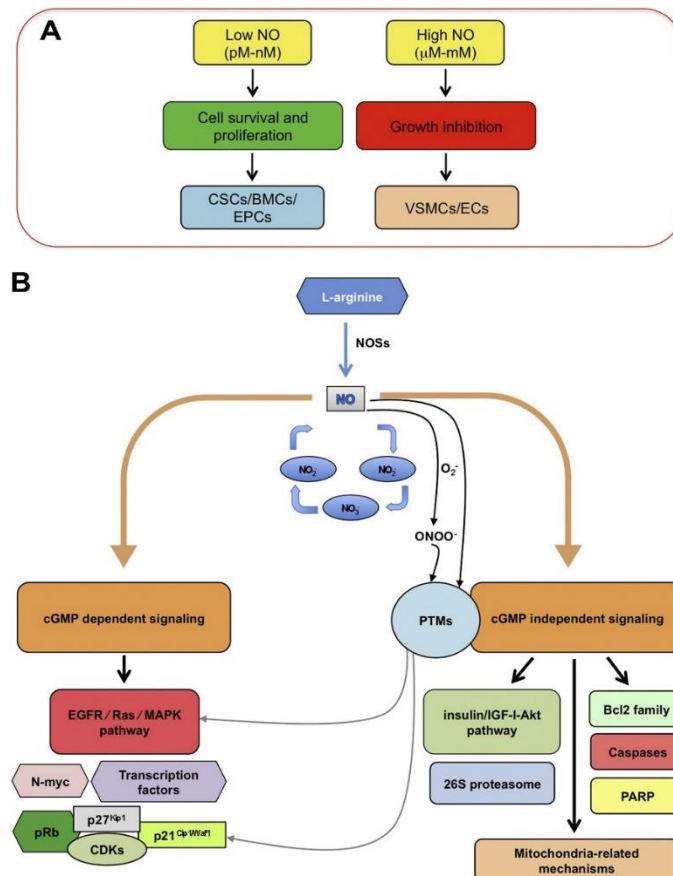 A
Low NO
(pM-nM)
High NO
(µM-mM)
Cell survival and
proliferation
Growth inhibition
CSCs/BMCs/
EPCs
VSMCs/ECs
B
L-arginine
NOSs
NO
NO₂⁻
NO₂⁻
NO₃⁻
O₂⁻
ONOO⁻
cGMP dependent signaling
PTMs
cGMP independent signaling
EGFR / Ras / MAPK
pathway
insulin/IGF-I-Akt
pathway
Bcl2 family
N-myc
Transcription
factors
26S proteasome
Caspases
p27Kip1
PARP
pRb
p21Cip1/Waf1
CDKs
Mitochondria-related
mechanisms